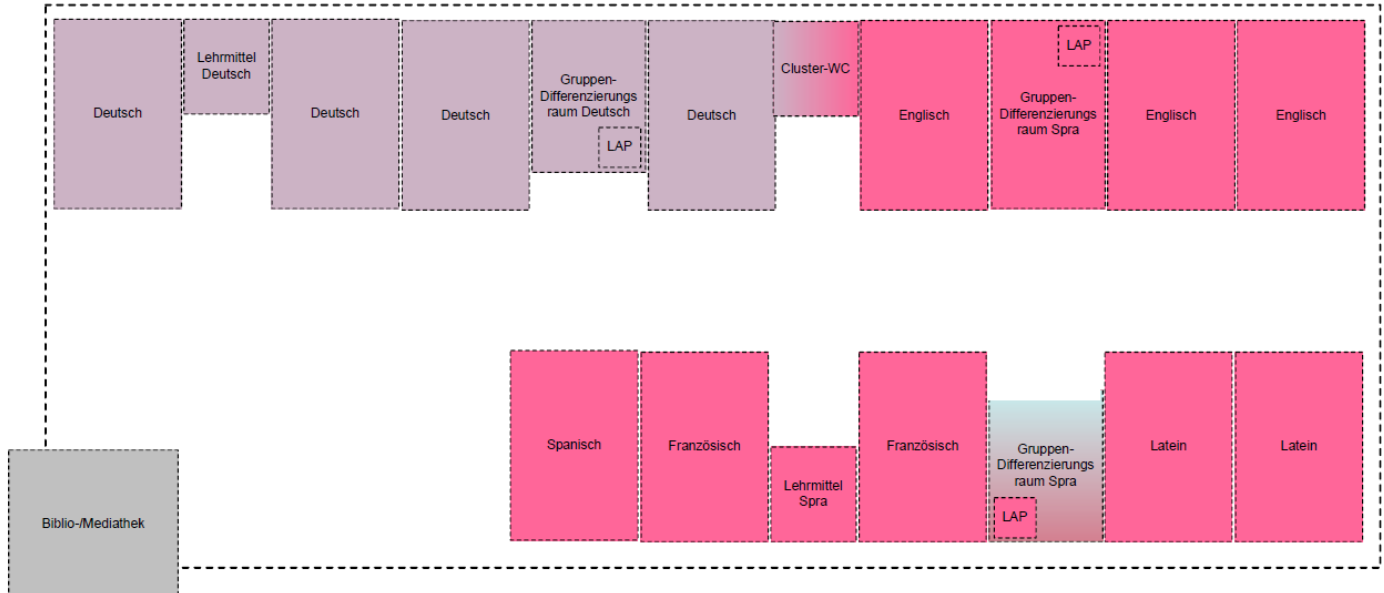 Deutsch
Lehrmittel
Deutsch
Deutsch
Deutsch
Gruppen-
Differenzierungs
raum Deutsch
LAP
Deutsch
Cluster-WC
Englisch
LAP
Gruppen-
Differenzierungs
raum Spra
Englisch
Englisch
Spanisch
Französisch
Lehrmittel
Spra
Französisch
Gruppen-
Differenzierungs
raum Spra
LAP
Latein
Latein
Biblio-/Mediathek